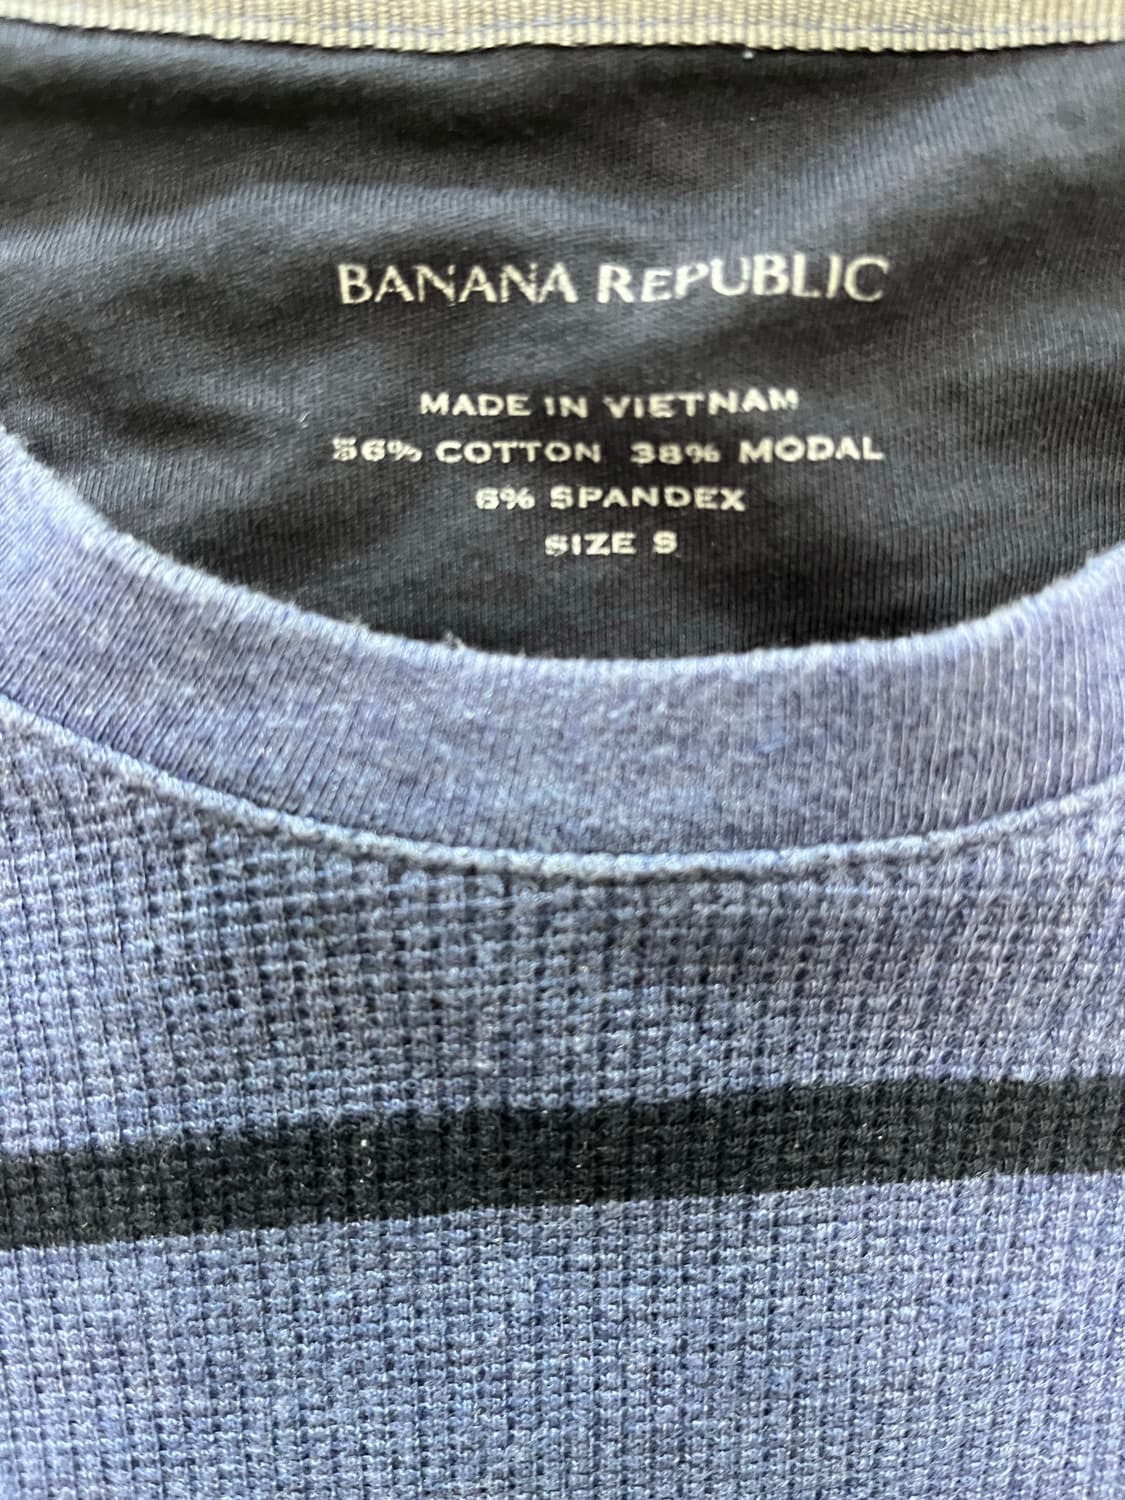 BANANA REPUBLIC
MADE IN VIETNAM
56% COTTON 38% MODAL
6% SPANDEX
SIZE S